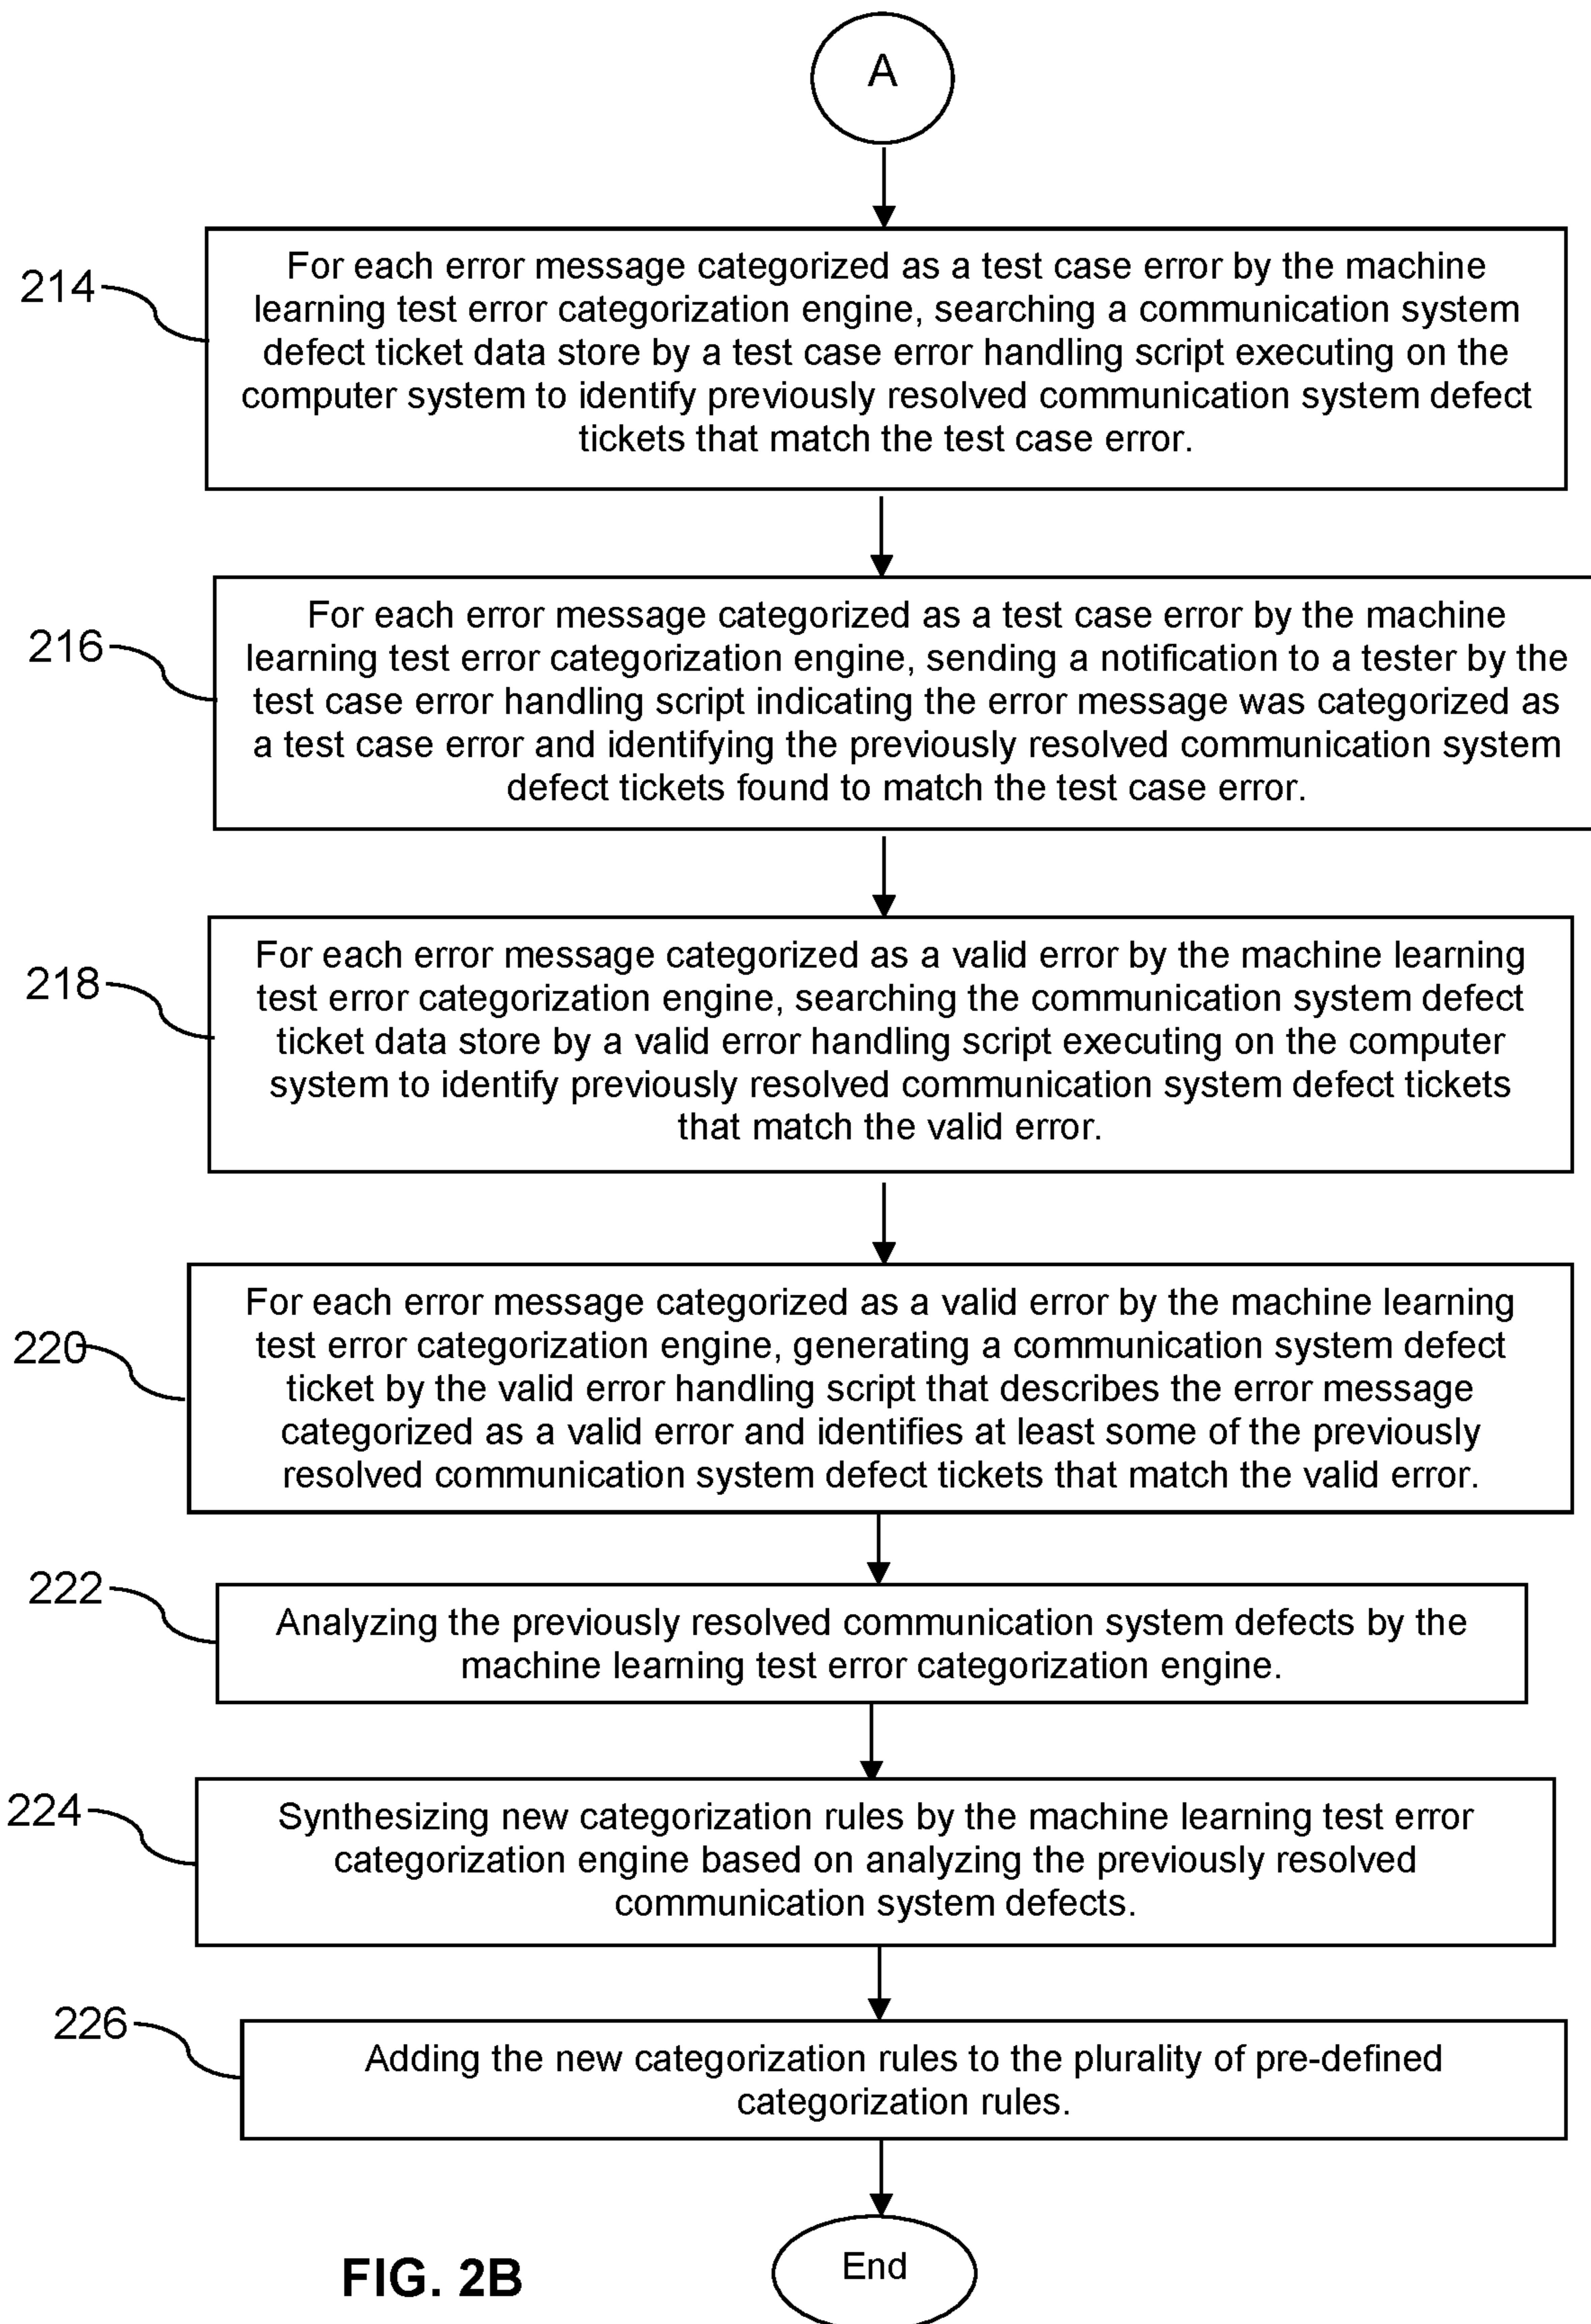 A
214
For each error message categorized as a test case error by the machine
learning test error categorization engine, searching a communication system
defect ticket data store by a test case error handling script executing on the
computer system to identify previously resolved communication system defect
tickets that match the test case error.
216
For each error message categorized as a test case error by the machine
learning test error categorization engine, sending a notification to a tester by the
test case error handling script indicating the error message was categorized as
a test case error and identifying the previously resolved communication system
defect tickets found to match the test case error.
218
For each error message categorized as a valid error by the machine learning
test error categorization engine, searching the communication system defect
ticket data store by a valid error handling script executing on the computer
system to identify previously resolved communication system defect tickets
that match the valid error.
220
For each error message categorized as a valid error by the machine learning
test error categorization engine, generating a communication system defect
ticket by the valid error handling script that describes the error message
categorized as a valid error and identifies at least some of the previously
resolved communication system defect tickets that match the valid error.
222
Analyzing the previously resolved communication system defects by the
machine learning test error categorization engine.
224
Synthesizing new categorization rules by the machine learning test error
categorization engine based on analyzing the previously resolved
communication system defects.
226
Adding the new categorization rules to the plurality of pre-defined
categorization rules.
End
FIG. 2B